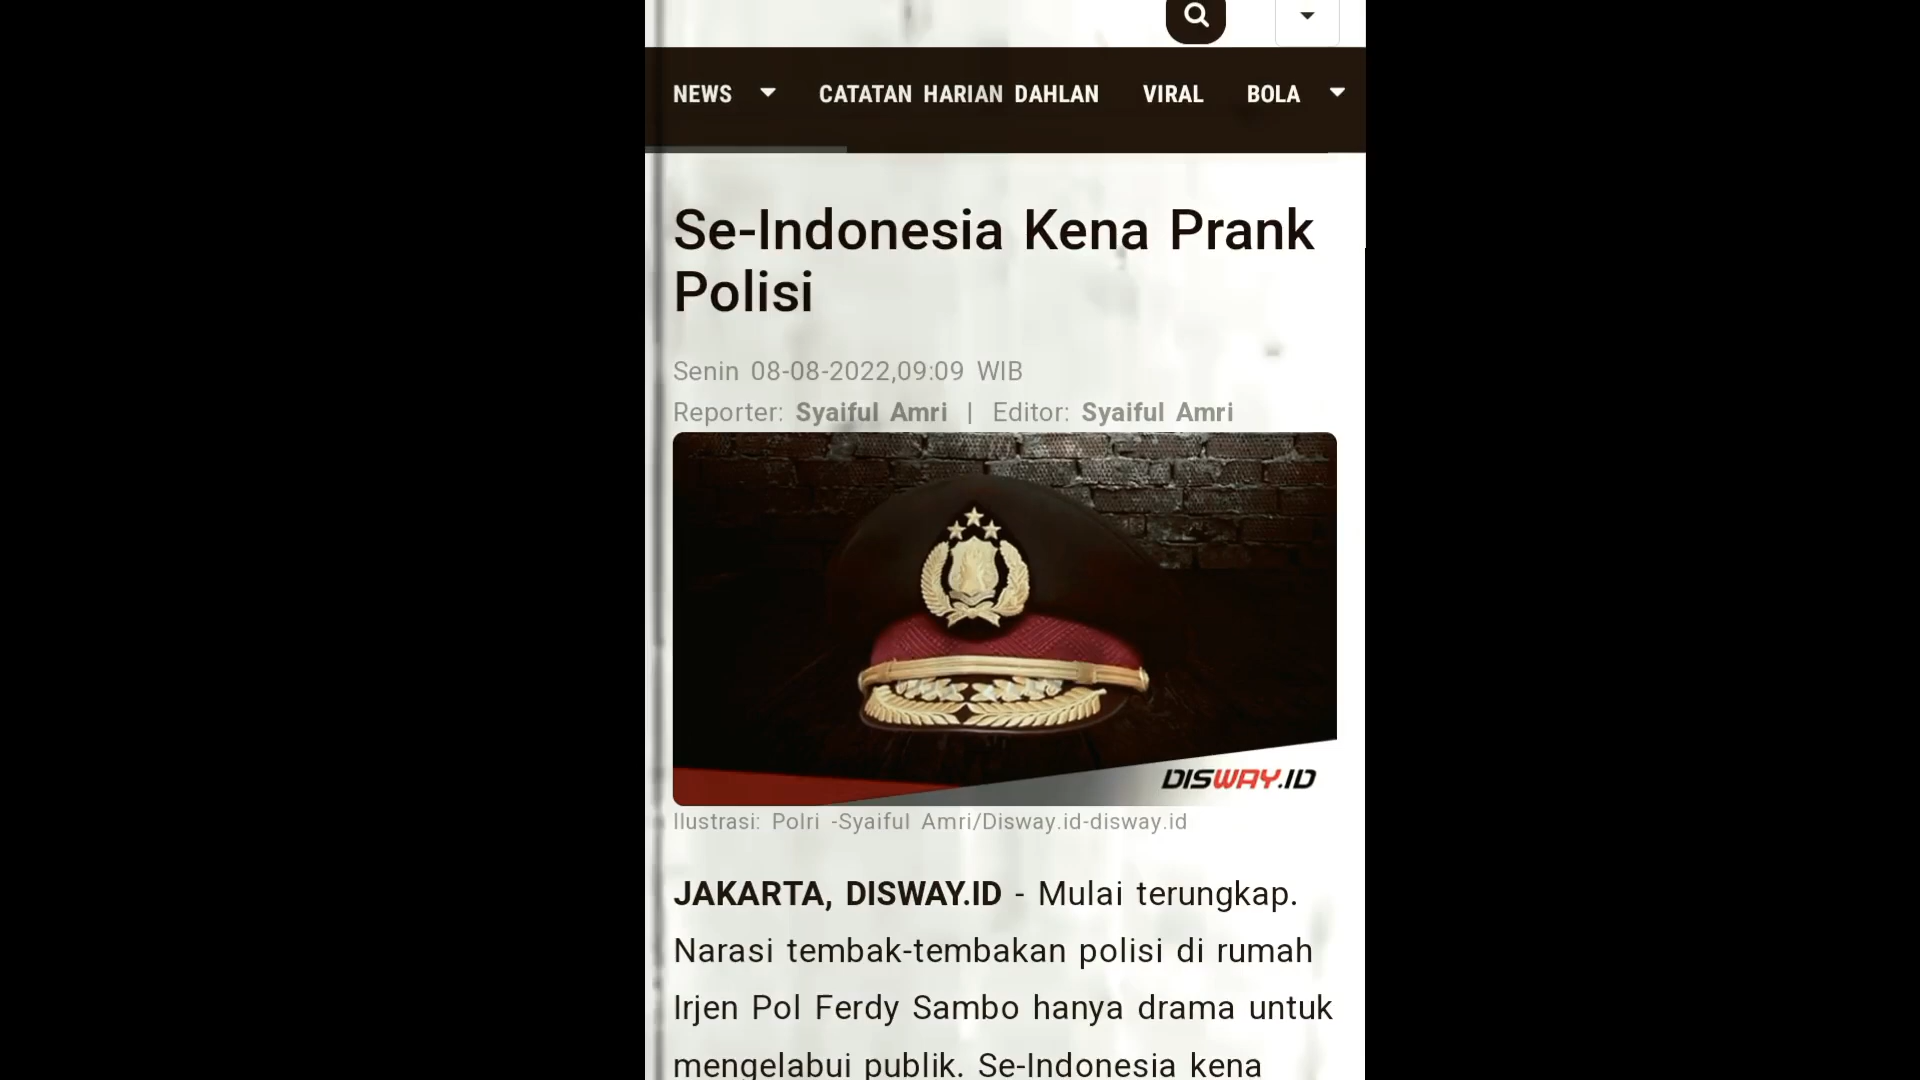 NEWS CATATAN HARIAN DAHLAN VIRAL BOLA
Se-Indonesia Kena Prank
Polisi
Senin 08-08-2022,09:09 WIB
Reporter: Syaiful Amri | Editor: Syaiful Amri
DISWAY.ID
Ilustrasi: Polri -Syaiful Amri/Disway.id-disway.id
JAKARTA, DISWAY.ID - Mulai terungkap.
Narasi tembak-tembakan polisi di rumah
Irjen Pol Ferdy Sambo hanya drama untuk
mengelabui publik. Se-Indonesia kena